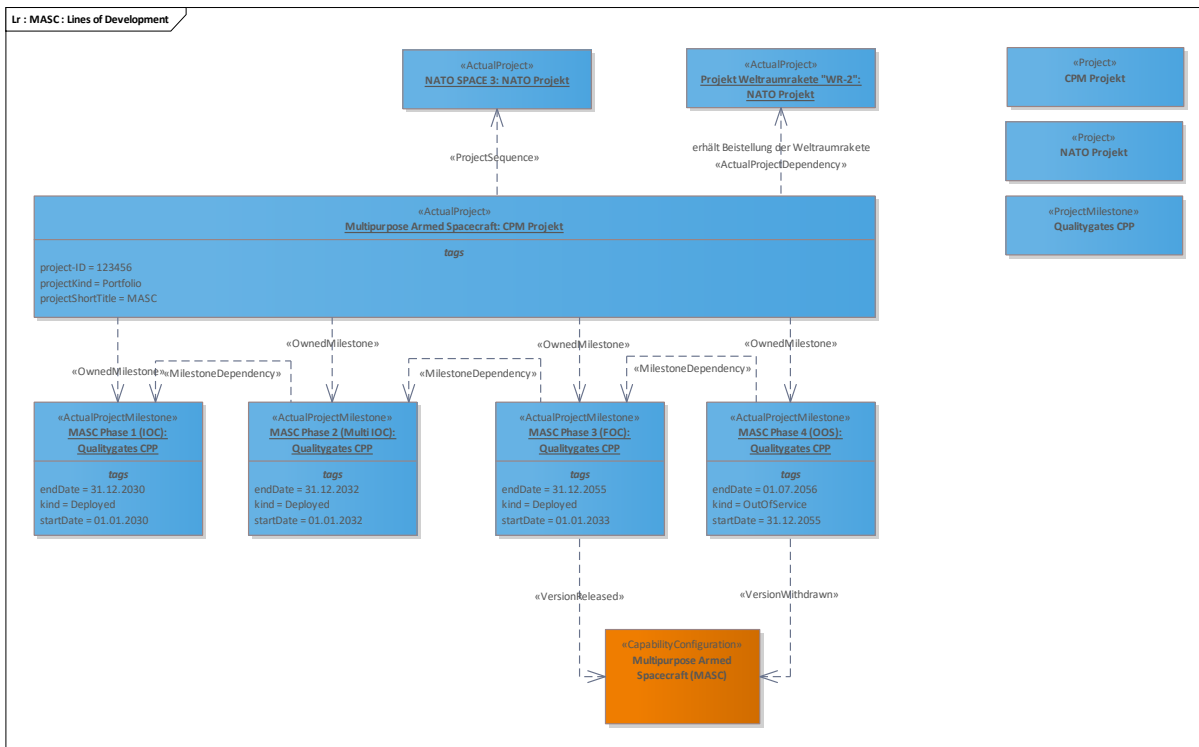 Lr : MASC : Lines of Development
«ActualProject»
NATO SPACE 3: NATO Projekt
«ActualProject»
Projekt Weltraumrakete "WR-2":
NATO Projekt
«Project»
CPM Projekt
«Project»
NATO Projekt
«ProjectMilestone»
Qualitygates CPP
«ProjectSequence»
erhält Beistellung der Weltraumrakete
«ActualProjectDependency»
«ActualProject»
Multipurpose Armed Spacecraft: CPM Projekt
tags
project-ID = 123456
projectKind = Portfolio
projectShortTitle = MASC
«OwnedMilestone»
«OwnedMilestone»
«OwnedMilestone»
«OwnedMilestone»
«MilestoneDependency»
«MilestoneDependency»
«MilestoneDependency»
«ActualProjectMilestone»
MASC Phase 1 (IOC):
Qualitygates CPP
tags
endDate = 31.12.2030
kind = Deployed
startDate = 01.01.2030
«ActualProjectMilestone»
MASC Phase 2 (Multi IOC):
Qualitygates CPP
tags
endDate = 31.12.2032
kind = Deployed
startDate = 01.01.2032
«ActualProjectMilestone»
MASC Phase 3 (FOC):
Qualitygates CPP
tags
endDate = 31.12.2055
kind = Deployed
startDate = 01.01.2033
«ActualProjectMilestone»
MASC Phase 4 (OOS):
Qualitygates CPP
tags
endDate = 01.07.2056
kind = OutOfService
startDate = 31.12.2055
«VersionReleased»
«VersionWithdrawn»
«CapabilityConfiguration»
Multipurpose Armed
Spacecraft (MASC)